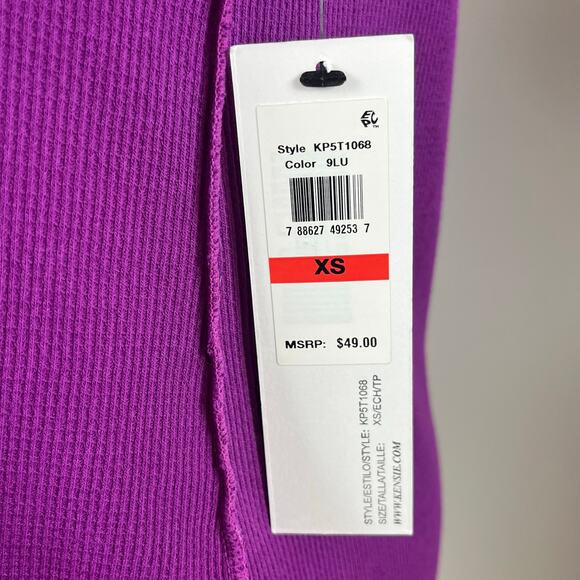 Style KP5T1068
Color 9LU
7 88627 49253 7
XS
MSRP: $49.00
STYLE/ESTILO/STYLE: KP5T1068
SIZE/TALLA/TAILLE: XS/ECH/TP
WWW.KENSIE.COM